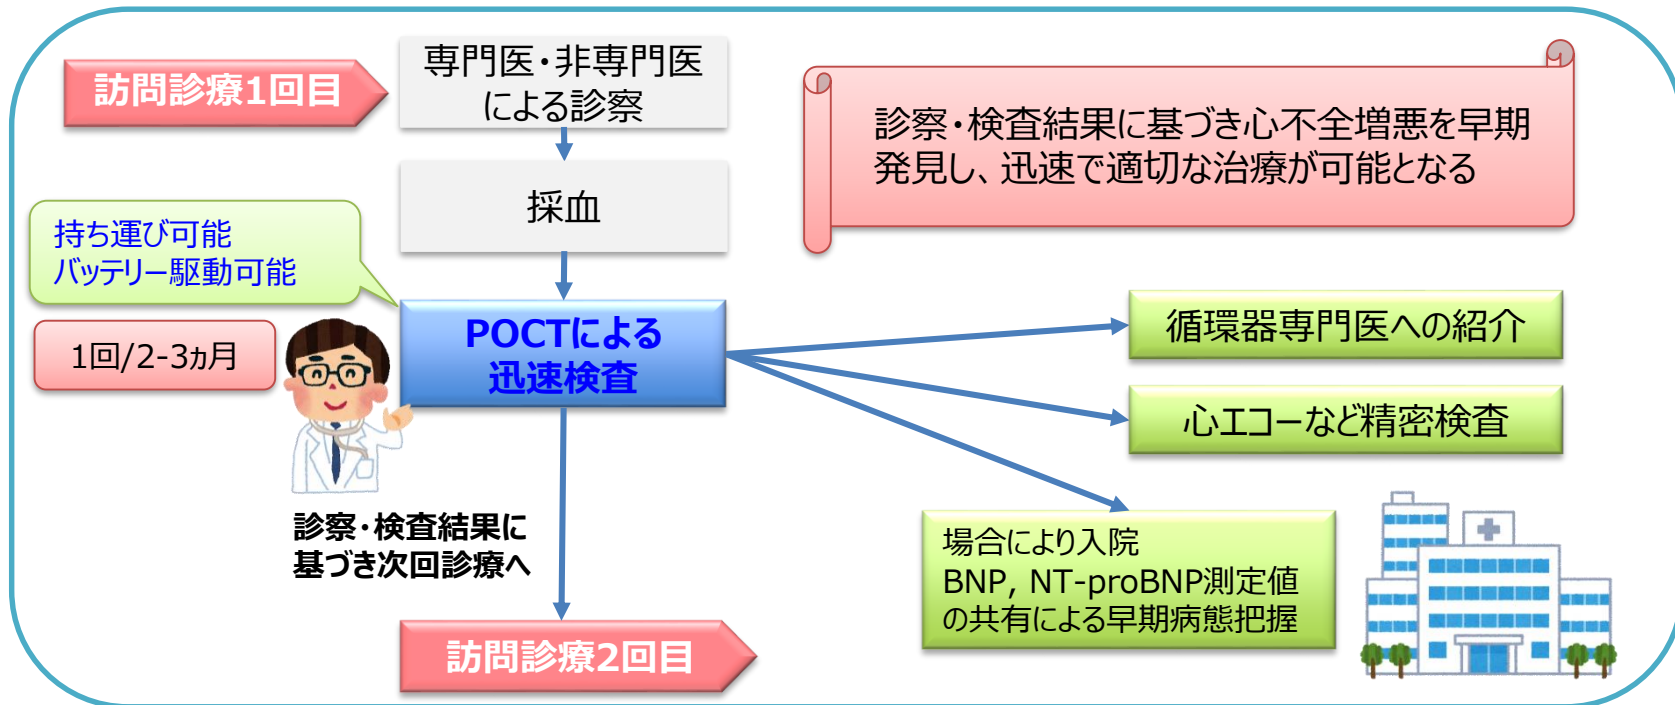 訪問診療1回目
専門医・非専門医
による診察
診察・検査結果に基づき心不全増悪を早期
発見し、迅速で適切な治療が可能となる
採血
持ち運び可能
バッテリー駆動可能
1回/2-3ヵ月
POCTによる
迅速検査
循環器専門医への紹介
心エコーなど精密検査
診察・検査結果に
基づき次回診療へ
場合により入院
BNP, NT-proBNP測定値
の共有による早期病態把握
訪問診療2回目